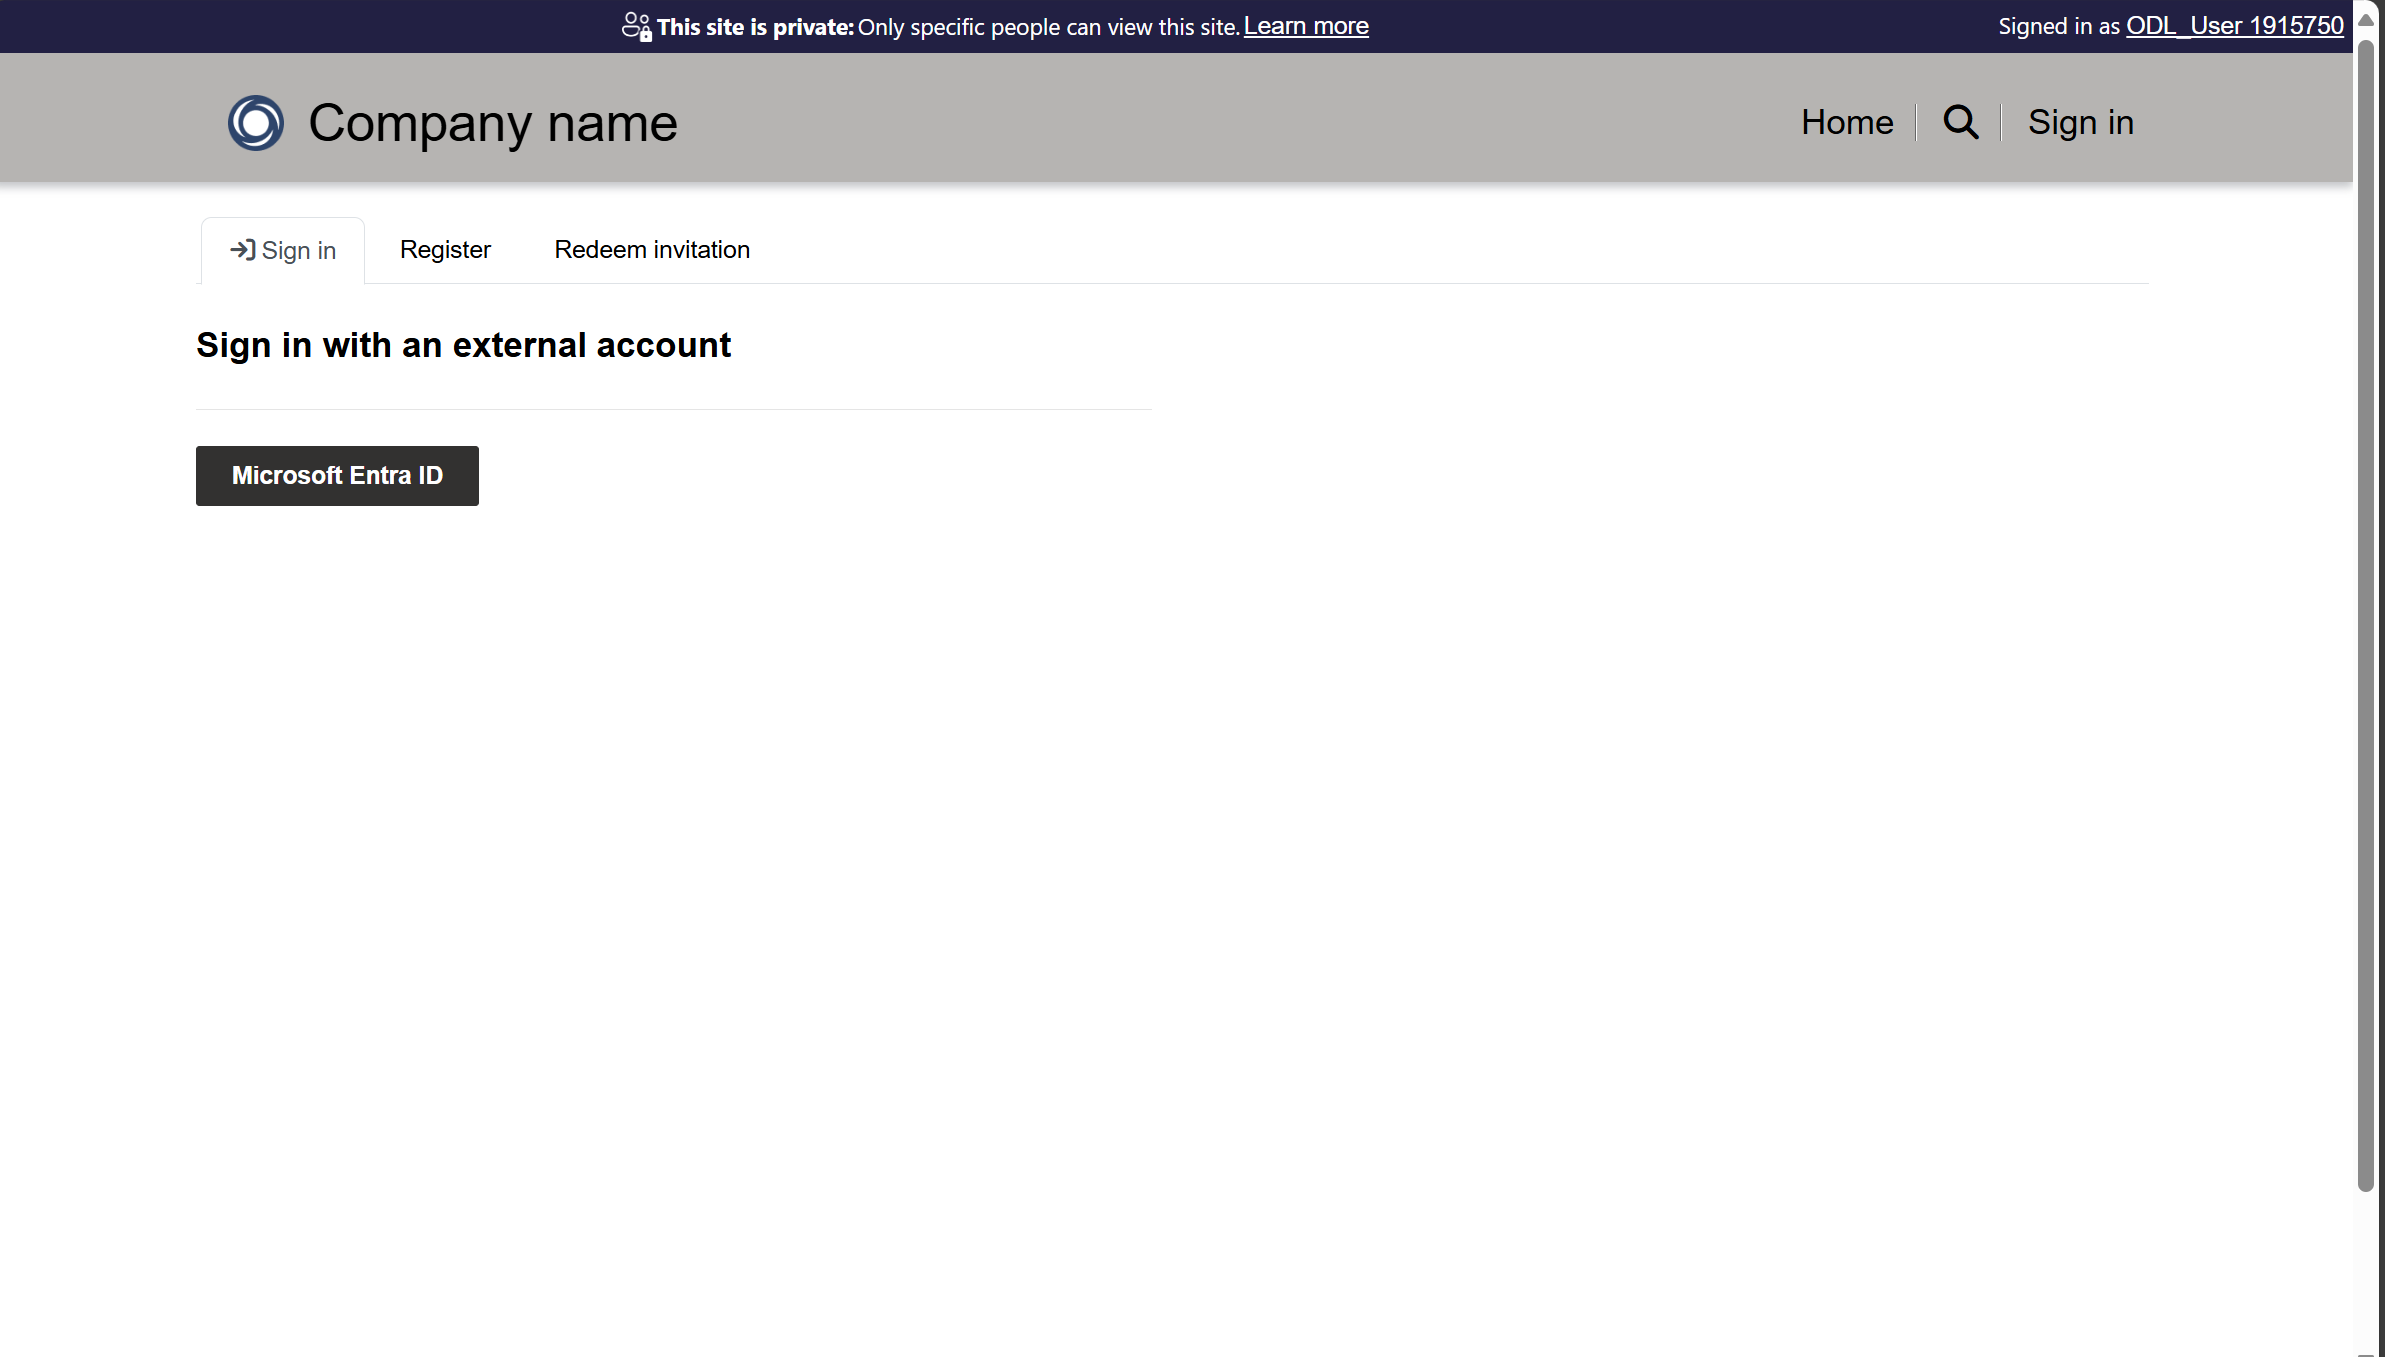 This site is private: Only specific people can view this site. Learn more
Signed in as ODL_User 1915750
Company name
Home
Sign in
Sign in
Register
Redeem invitation
Sign in with an external account
Microsoft Entra ID